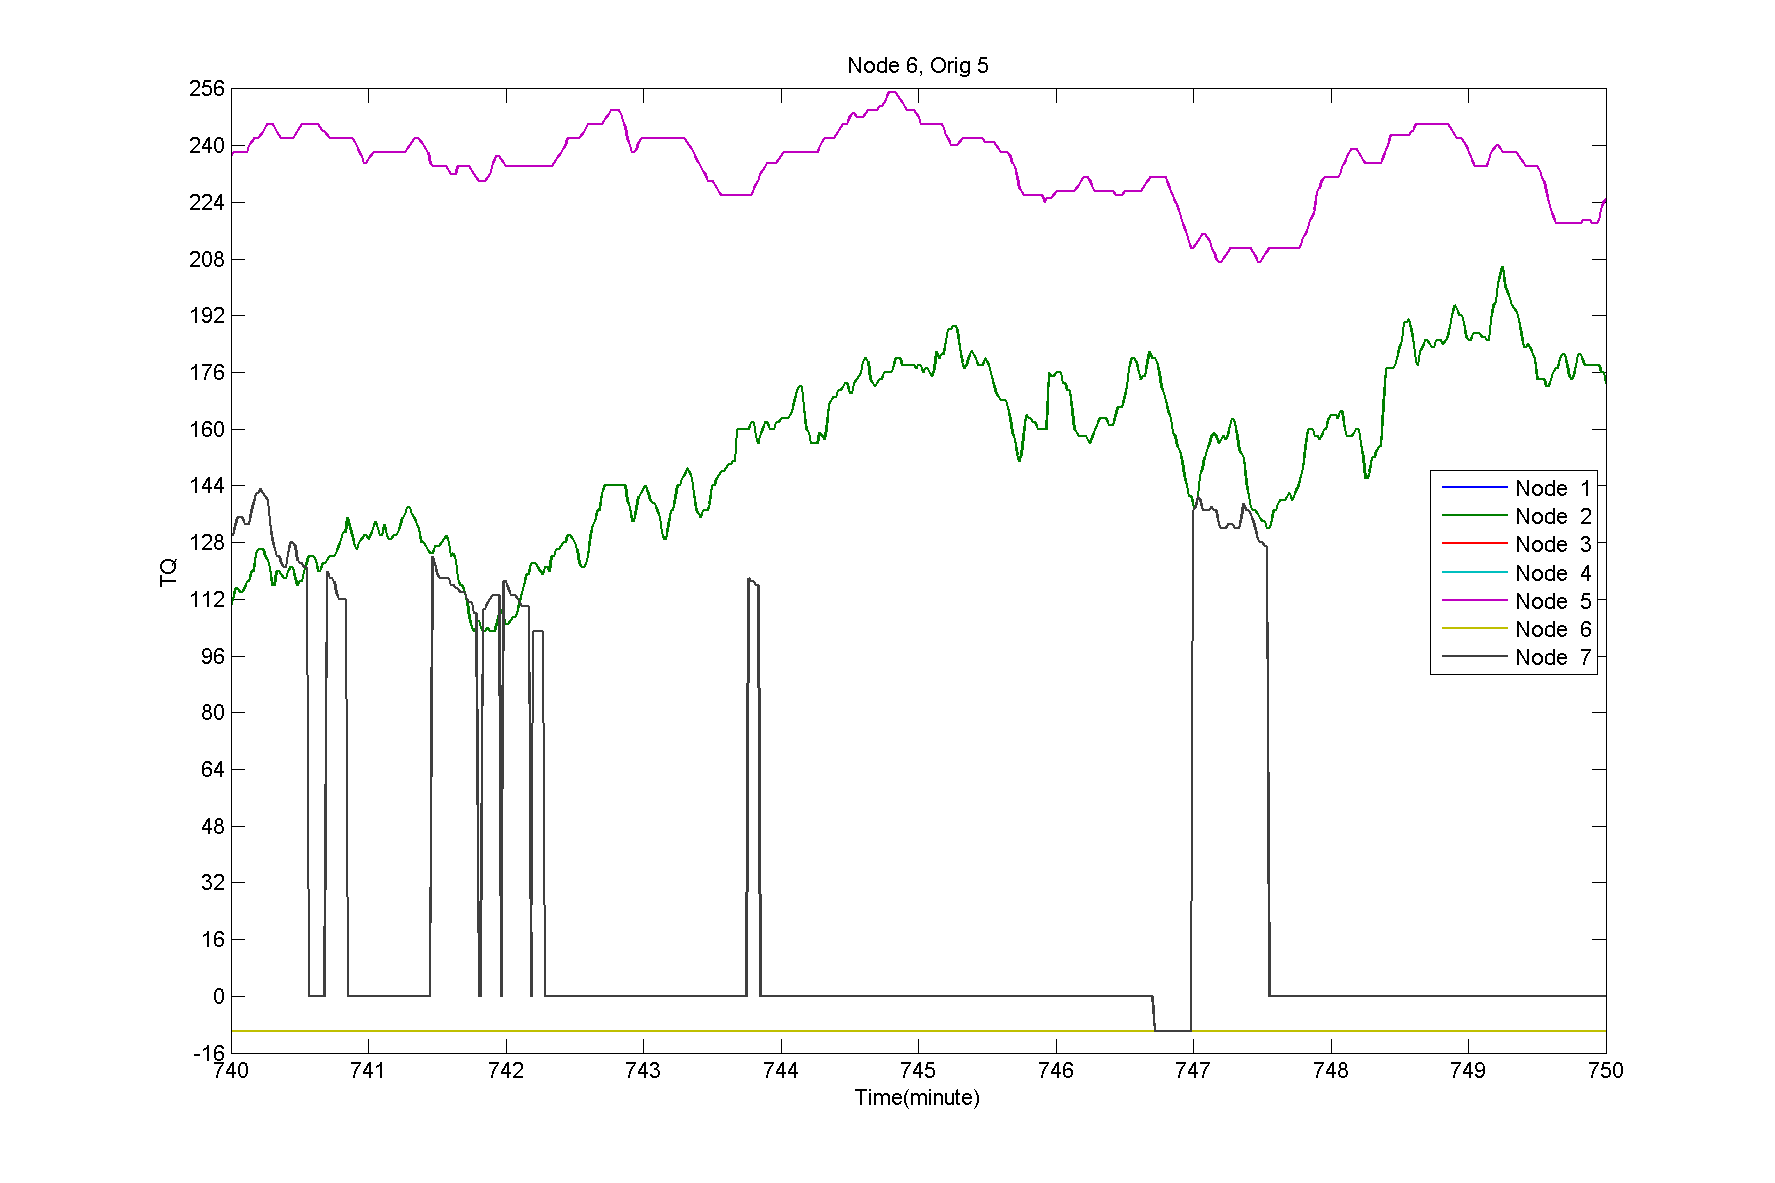 Node 6, Orig 5
256
240
224
208
192
176
160
144
128
112
96
80
64
48
32
16
0
-16
TQ
Node 1
Node 2
Node 3
Node 4
Node 5
Node 6
Node 7
740 741 742 743 744 745 746 747 748 749 750
Time(minute)